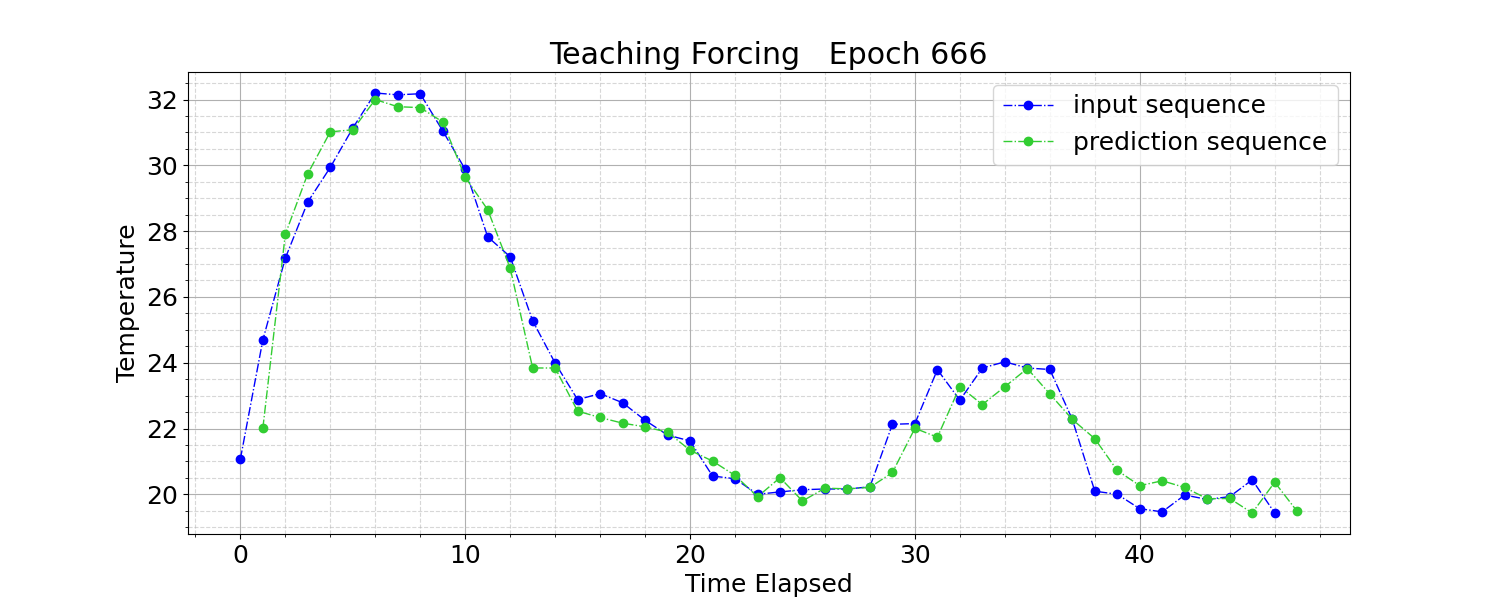 Teaching Forcing   Epoch 666
input sequence
prediction sequence
Temperature
32
30
28
26
24
22
20
0 10 20 30 40
Time Elapsed